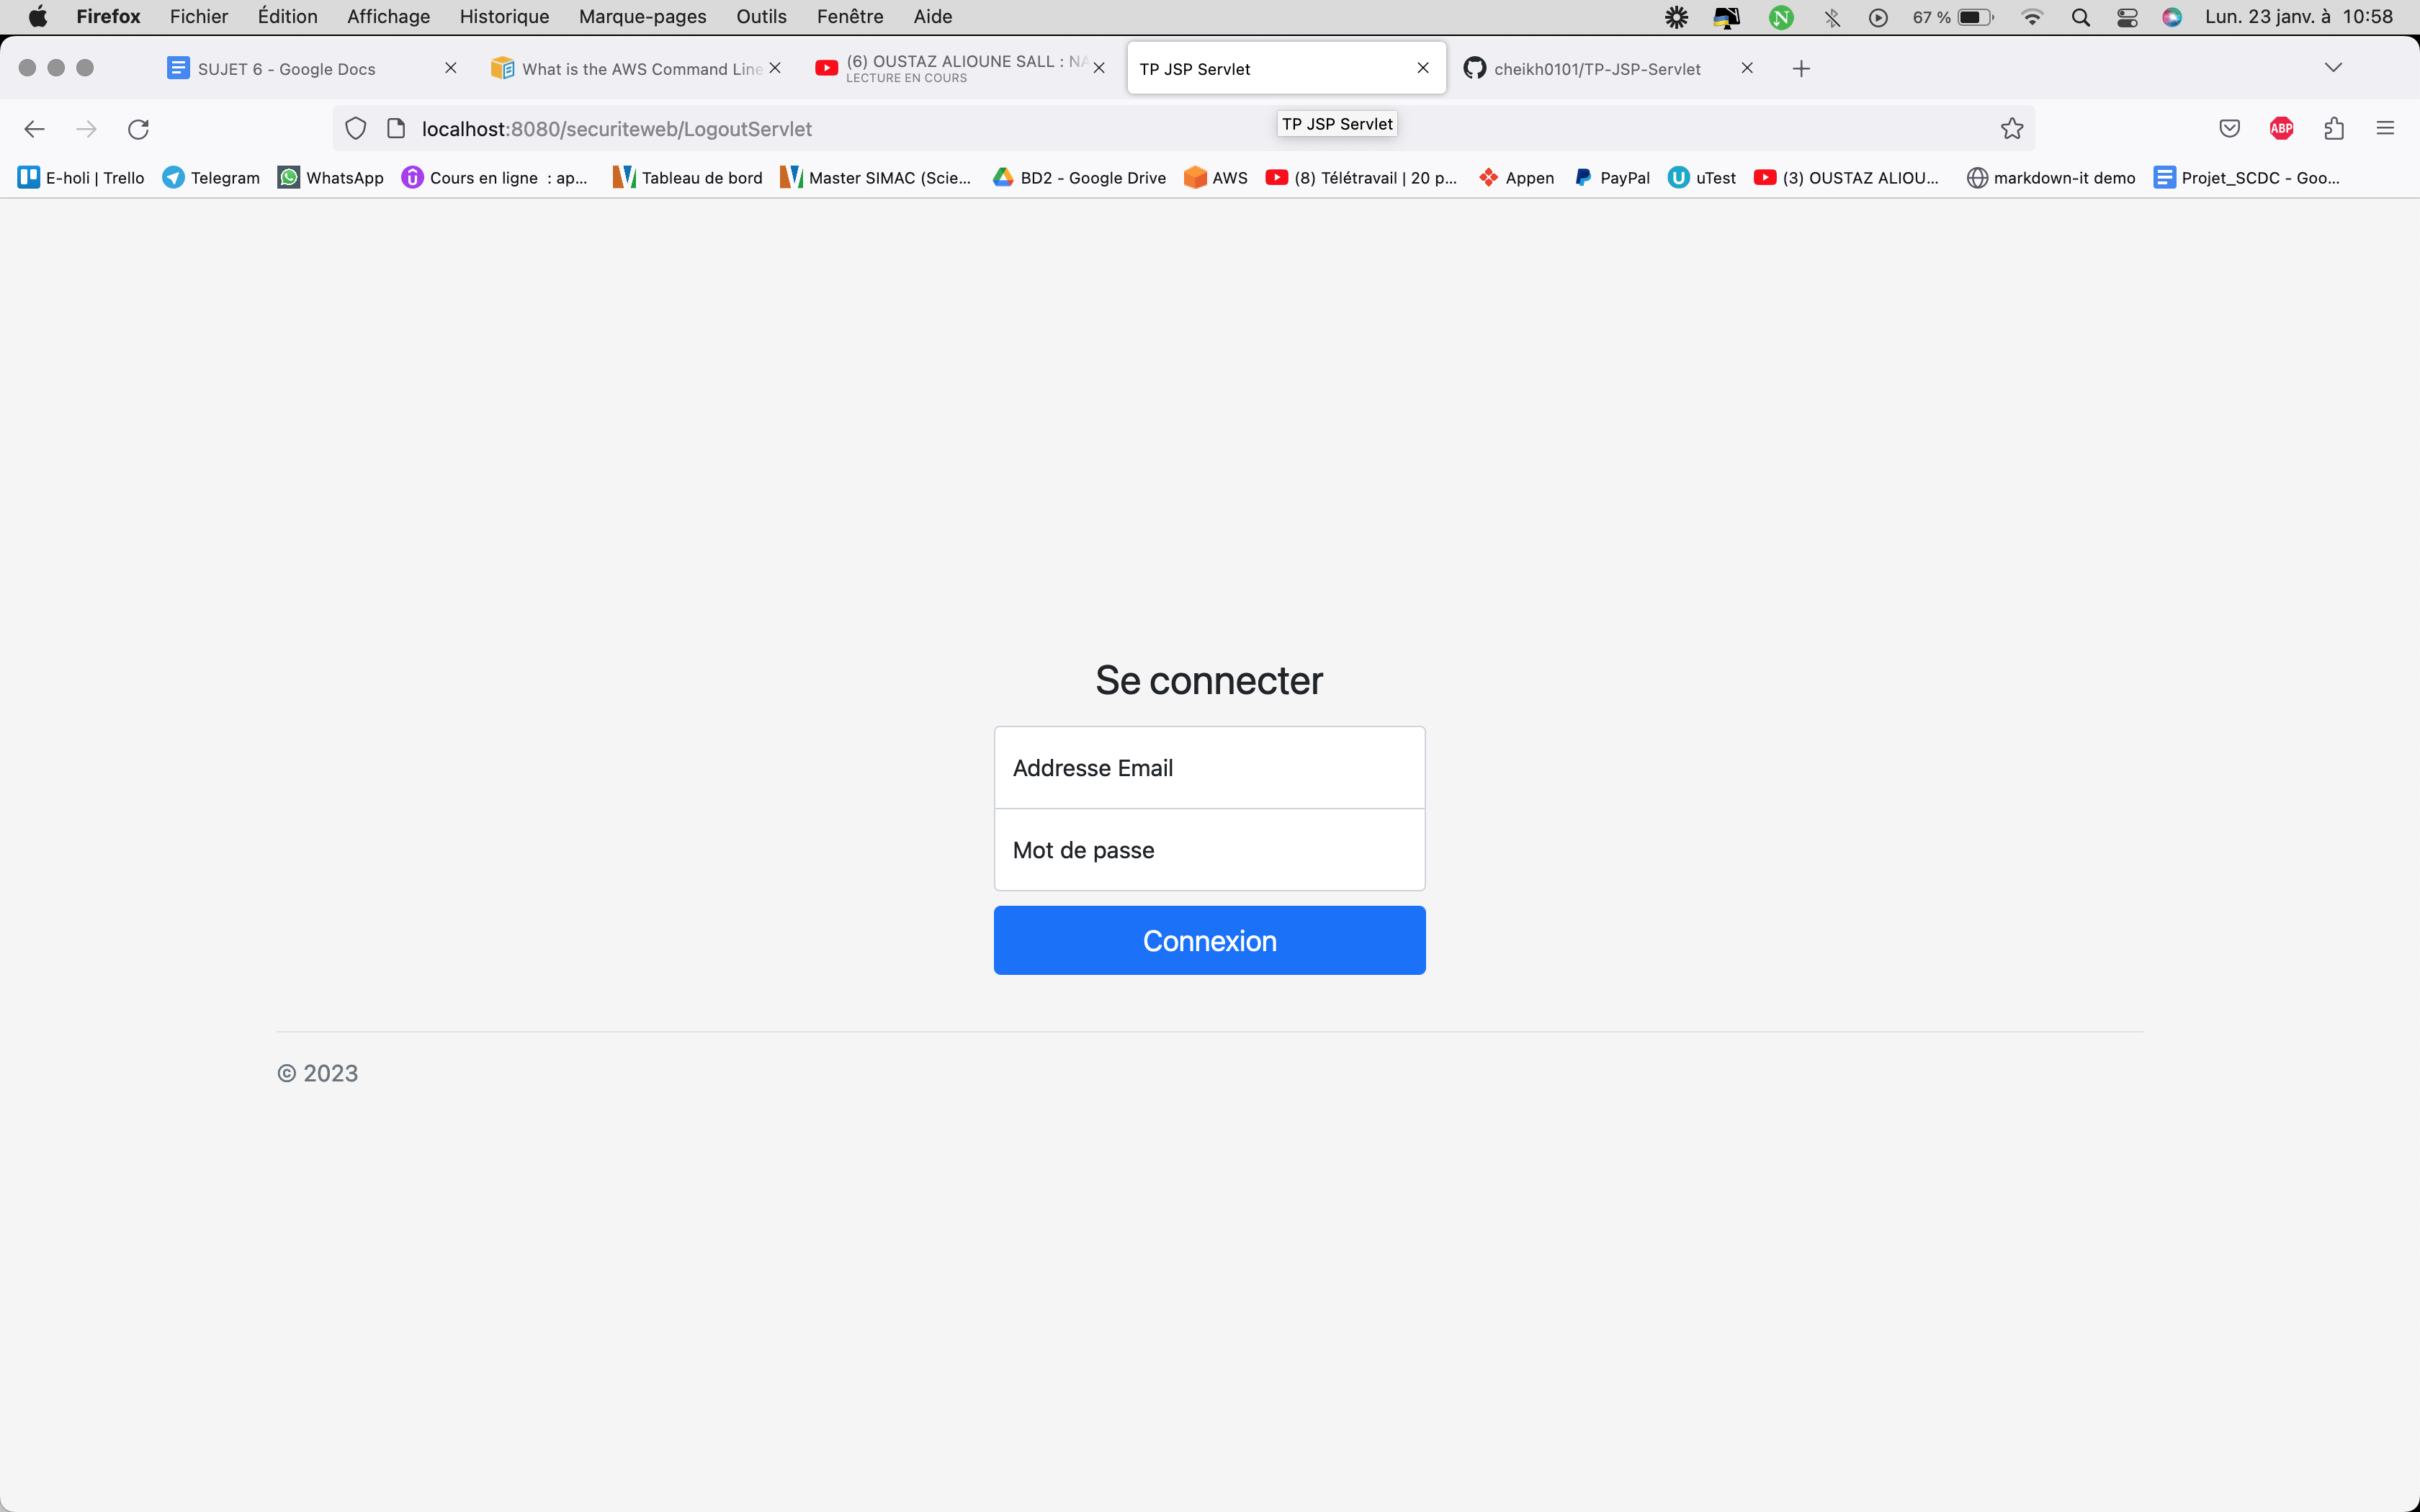 Firefox Fichier Édition Affichage Historique Marque-pages Outils Fenêtre Aide 67 % Lun. 23 janv. à 10:58
SUJET 6 - Google Docs
What is the AWS Command Line
(6) OUSTAZ ALIOUNE SALL : NA
LECTURE EN COURS
TP JSP Servlet
cheikh0101/TP-JSP-Servlet
localhost:8080/securiteweb/LogoutServlet
TP JSP Servlet
ABP
E-holi | Trello Telegram WhatsApp Cours en ligne : ap... Tableau de bord Master SIMAC (Scie... BD2 - Google Drive AWS (8) Télétravail | 20 p... Appen PayPal uTest (3) OUSTAZ ALIOU... markdown-it demo Projet_SCDC - Goo...
Se connecter
Addresse Email
Mot de passe
Connexion
© 2023